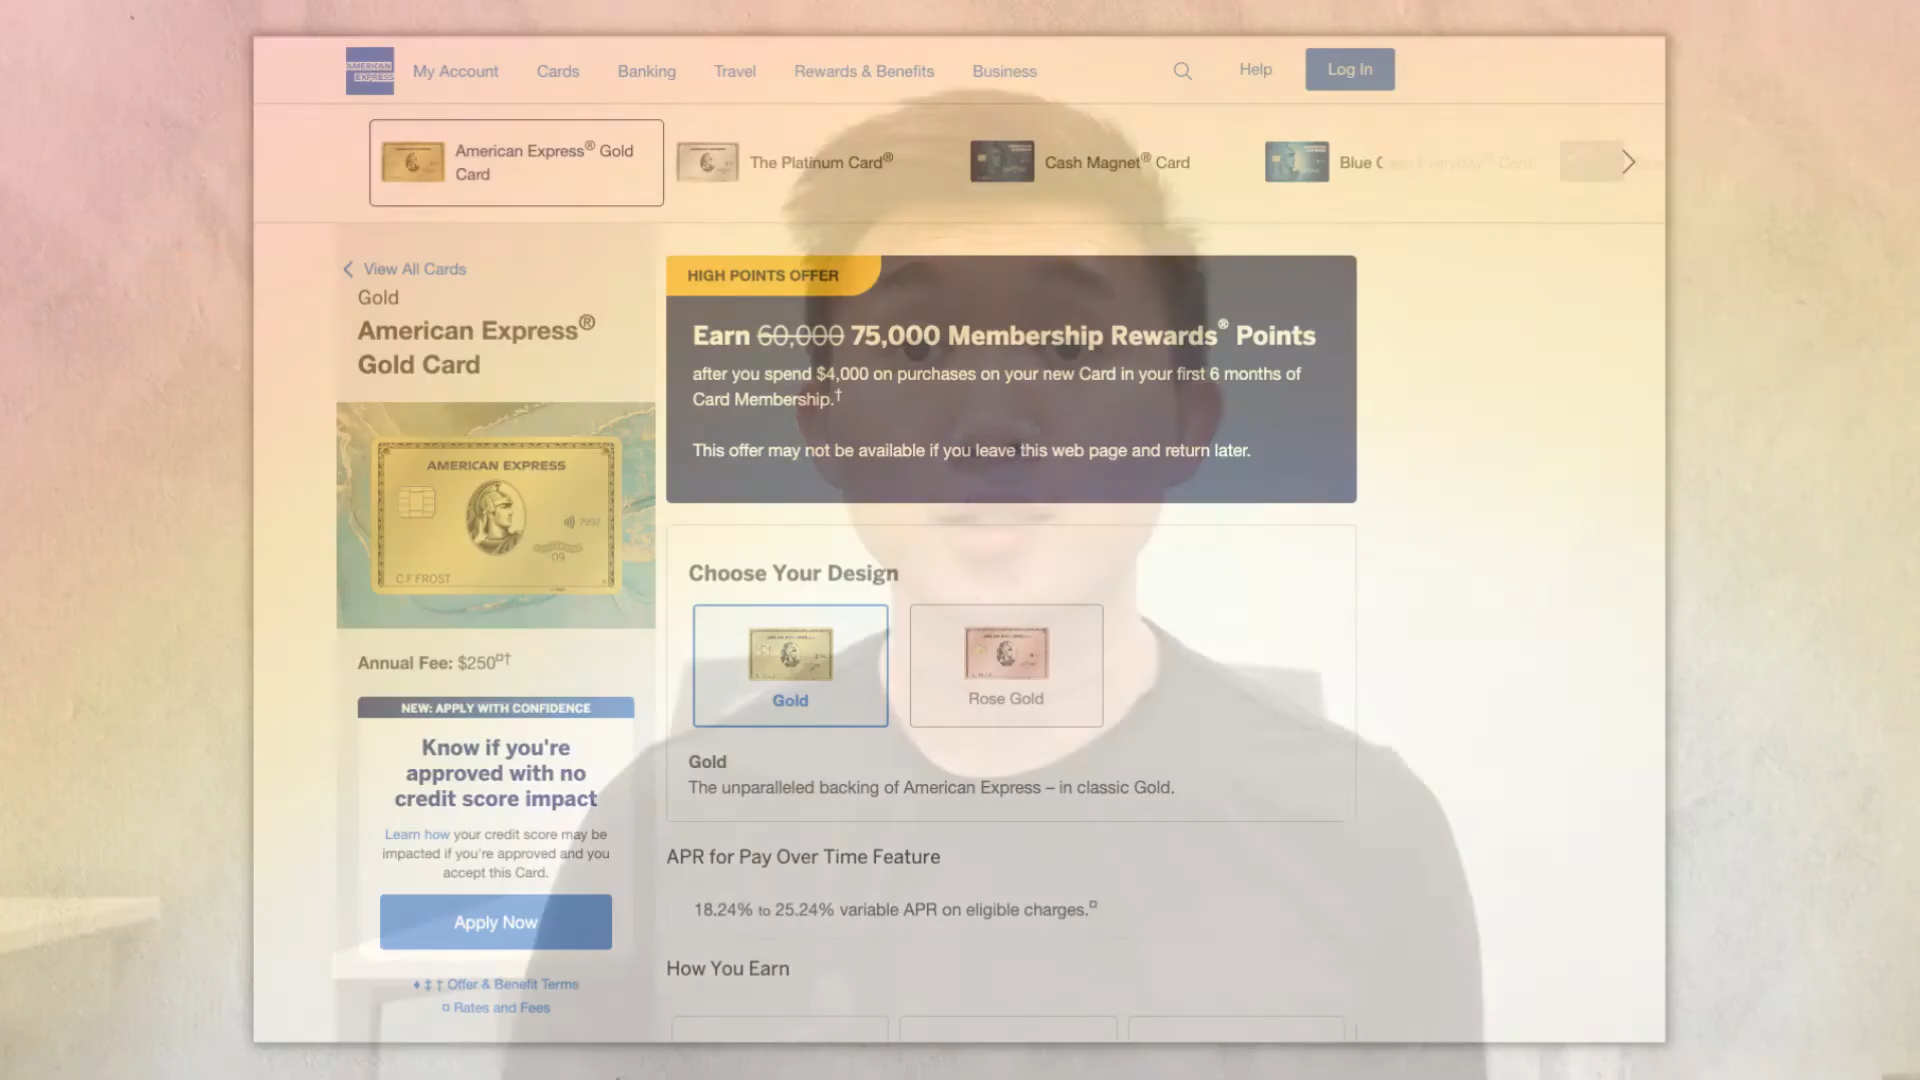 AMERICAN
EXPRESS
My Account
Cards
Banking
Travel
Rewards & Benefits
Business
Help
Log In
American Express® Gold
Card
The Platinum Card®
Cash Magnet® Card
Blue Cash Everyday® Card
View All Cards
Gold
American Express®
Gold Card
AMERICAN EXPRESS
C F FROST
09
Annual Fee: $250¤†
NEW: APPLY WITH CONFIDENCE
Know if you're
approved with no
credit score impact
Learn how your credit score may be
impacted if you're approved and you
accept this Card.
Apply Now
♦ ‡ † Offer & Benefit Terms
¤ Rates and Fees
HIGH POINTS OFFER
Earn 60,000 75,000 Membership Rewards® Points
after you spend $4,000 on purchases on your new Card in your first 6 months of
Card Membership.†
This offer may not be available if you leave this web page and return later.
Choose Your Design
Gold
Rose Gold
Gold
The unparalleled backing of American Express – in classic Gold.
APR for Pay Over Time Feature
18.24% to 25.24% variable APR on eligible charges.¤
How You Earn